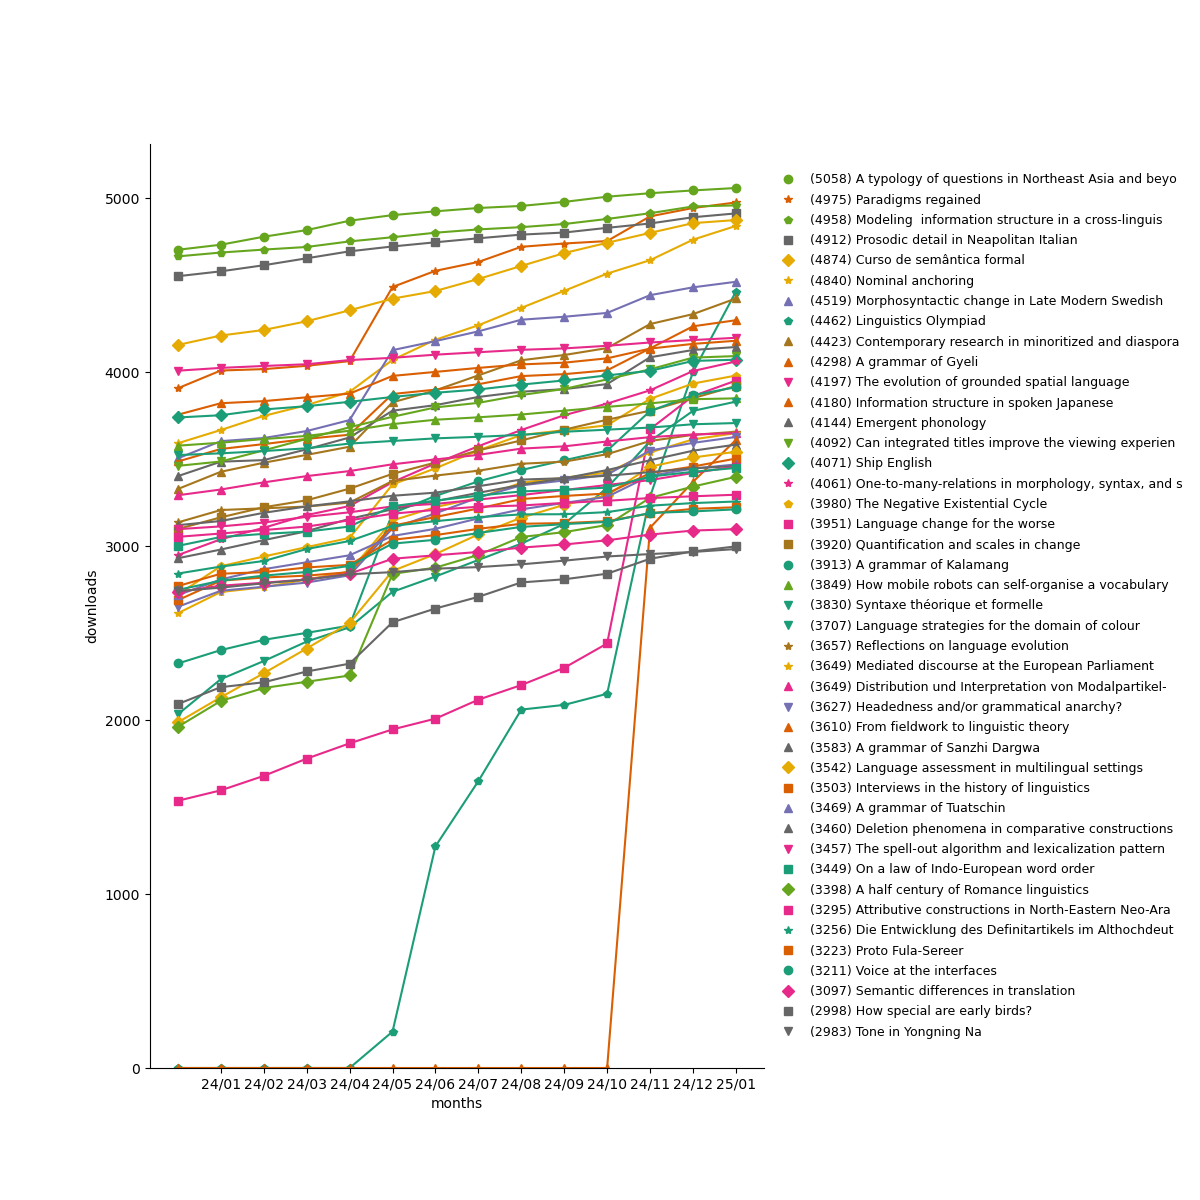 5000
4000
3000
2000
1000
0
downloads
24/01 24/02 24/03 24/04 24/05 24/06 24/07 24/08 24/09 24/10 24/11 24/12 25/01
months
(5058) A typology of questions in Northeast Asia and beyo
(4975) Paradigms regained
(4958) Modeling  information structure in a cross-linguis
(4912) Prosodic detail in Neapolitan Italian
(4874) Curso de semântica formal
(4840) Nominal anchoring
(4519) Morphosyntactic change in Late Modern Swedish
(4462) Linguistics Olympiad
(4423) Contemporary research in minoritized and diaspora
(4298) A grammar of Gyeli
(4197) The evolution of grounded spatial language
(4180) Information structure in spoken Japanese
(4144) Emergent phonology
(4092) Can integrated titles improve the viewing experien
(4071) Ship English
(4061) One-to-many-relations in morphology, syntax, and s
(3980) The Negative Existential Cycle
(3951) Language change for the worse
(3920) Quantification and scales in change
(3913) A grammar of Kalamang
(3849) How mobile robots can self-organise a vocabulary
(3830) Syntaxe théorique et formelle
(3707) Language strategies for the domain of colour
(3657) Reflections on language evolution
(3649) Mediated discourse at the European Parliament
(3649) Distribution und Interpretation von Modalpartikel-
(3627) Headedness and/or grammatical anarchy?
(3610) From fieldwork to linguistic theory
(3583) A grammar of Sanzhi Dargwa
(3542) Language assessment in multilingual settings
(3503) Interviews in the history of linguistics
(3469) A grammar of Tuatschin
(3460) Deletion phenomena in comparative constructions
(3457) The spell-out algorithm and lexicalization pattern
(3449) On a law of Indo-European word order
(3398) A half century of Romance linguistics
(3295) Attributive constructions in North-Eastern Neo-Ara
(3256) Die Entwicklung des Definitartikels im Althochdeut
(3223) Proto Fula-Sereer
(3211) Voice at the interfaces
(3097) Semantic differences in translation
(2998) How special are early birds?
(2983) Tone in Yongning Na